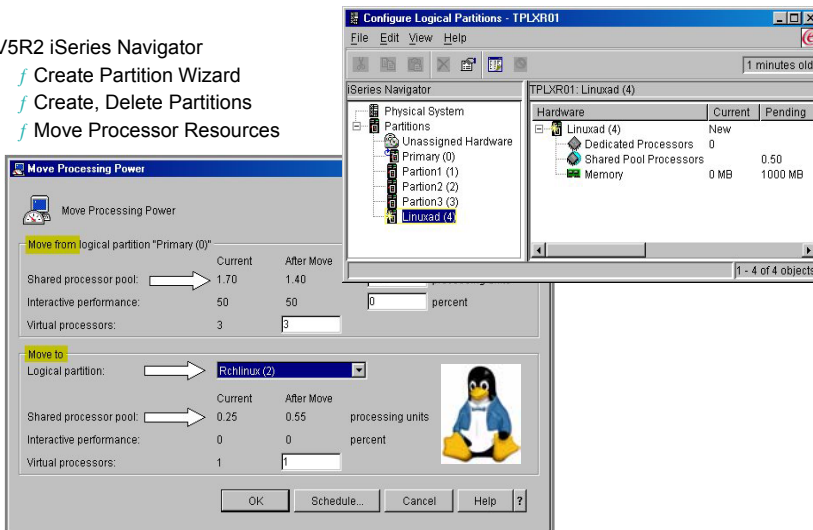 V5R2 iSeries Navigator
ƒ Create Partition Wizard
ƒ Create, Delete Partitions
ƒ Move Processor Resources
Configure Logical Partitions - TPLXR01
File Edit View Help
1 minutes old
iSeries Navigator
TPLXR01: Linuxad (4)
Physical System
Partitions
Unassigned Hardware
Primary (0)
Partion1 (1)
Partion2 (2)
Partion3 (3)
Linuxad (4)
Hardware Current Pending
Linuxad (4) New
Dedicated Processors 0
Shared Pool Processors 0.50
Memory 0 MB 1000 MB
1 - 4 of 4 objects
Move Processing Power
Move Processing Power
Move from logical partition "Primary (0)"
Current After Move
Shared processor pool: 1.70 1.40
Interactive performance: 50 50 0 percent
Virtual processors: 3 3
Move to
Logical partition: Rchlinux (2)
Current After Move
Shared processor pool: 0.25 0.55 processing units
Interactive performance: 0 0 percent
Virtual processors: 1 1
OK Schedule... Cancel Help ?